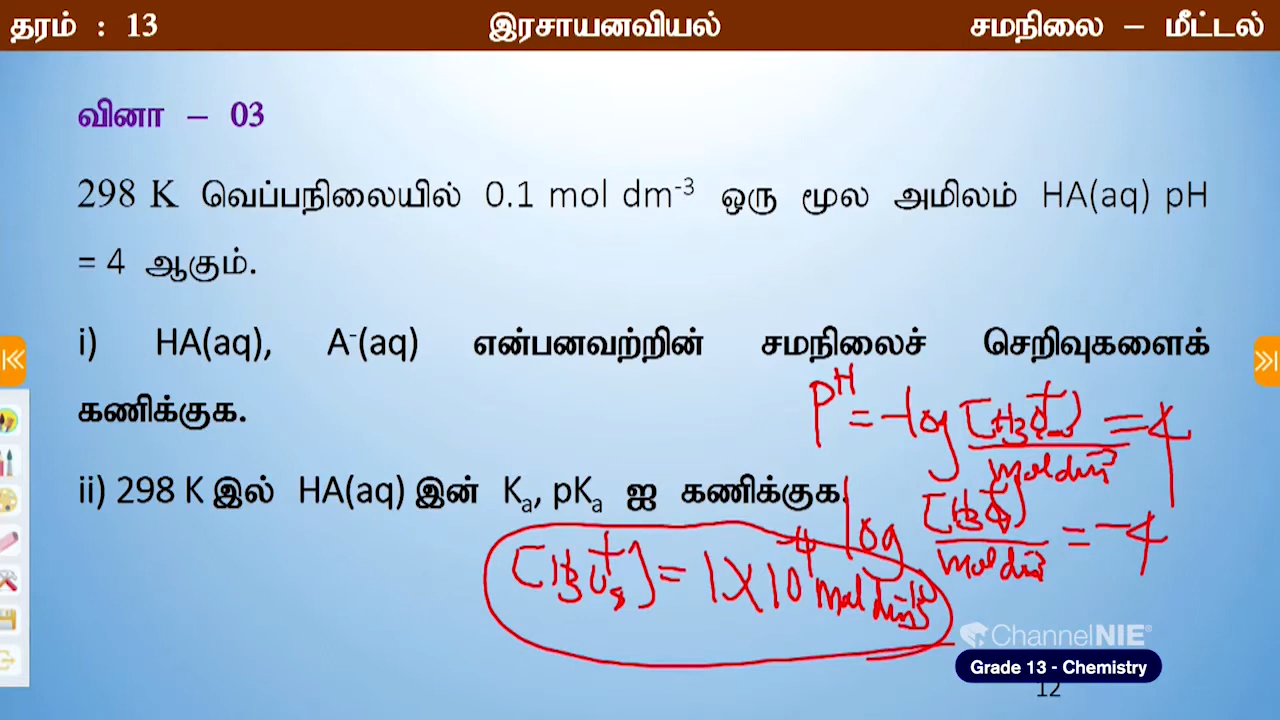 தரம் : 13 இரசாயனவியல் சமநிலை – மீட்டல்
வினா – 03
298 K வெப்பநிலையில் 0.1 mol dm⁻³ ஒரு மூல அமிலம் HA(aq) pH
= 4 ஆகும்.
i) HA(aq), A⁻(aq) என்பனவற்றின் சமநிலைச் செறிவுகளைக்
கணிக்குக.
ii) 298 K இல் HA(aq) இன் Kₐ, pKₐ ஐ கணிக்குக.
P^H = -log [H₃O⁺] / mol dm⁻³ = 4
log [H₃O⁺] / mol dm⁻³ = -4
[H₃O⁺] = 1 X 10⁻⁴ mol dm⁻³
ChannelNIE®
Grade 13 - Chemistry
12